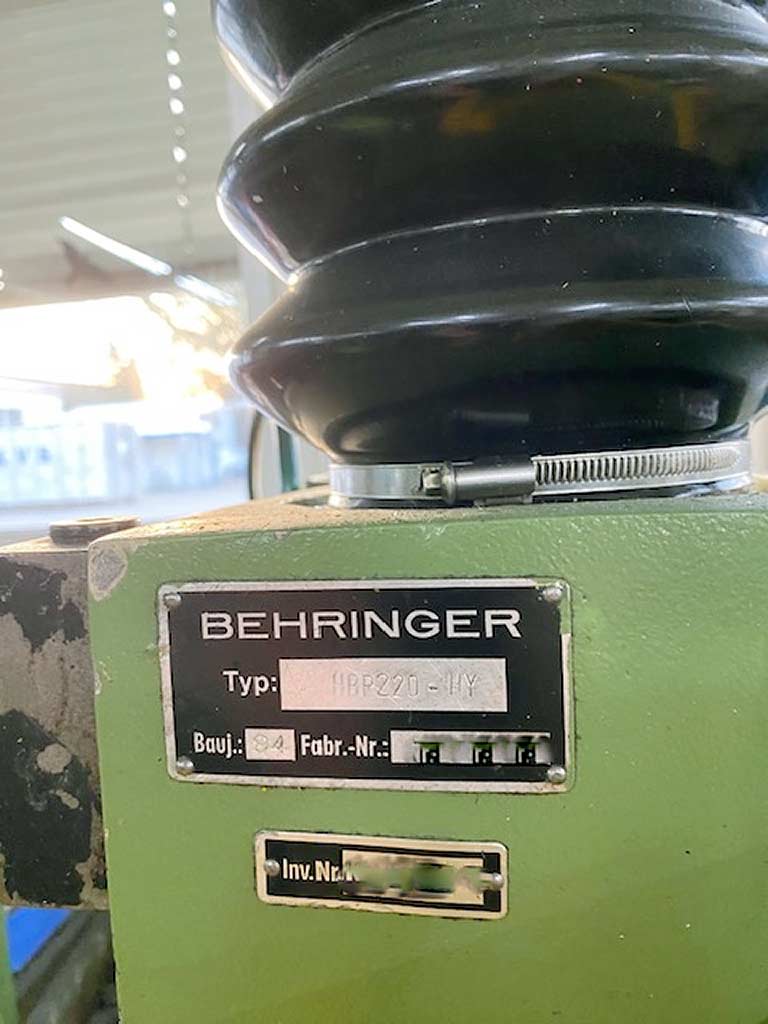 BEHRINGER
Typ: HBP220-HY
Bauj.: 84 Fabr.-Nr.:
Inv.Nr.